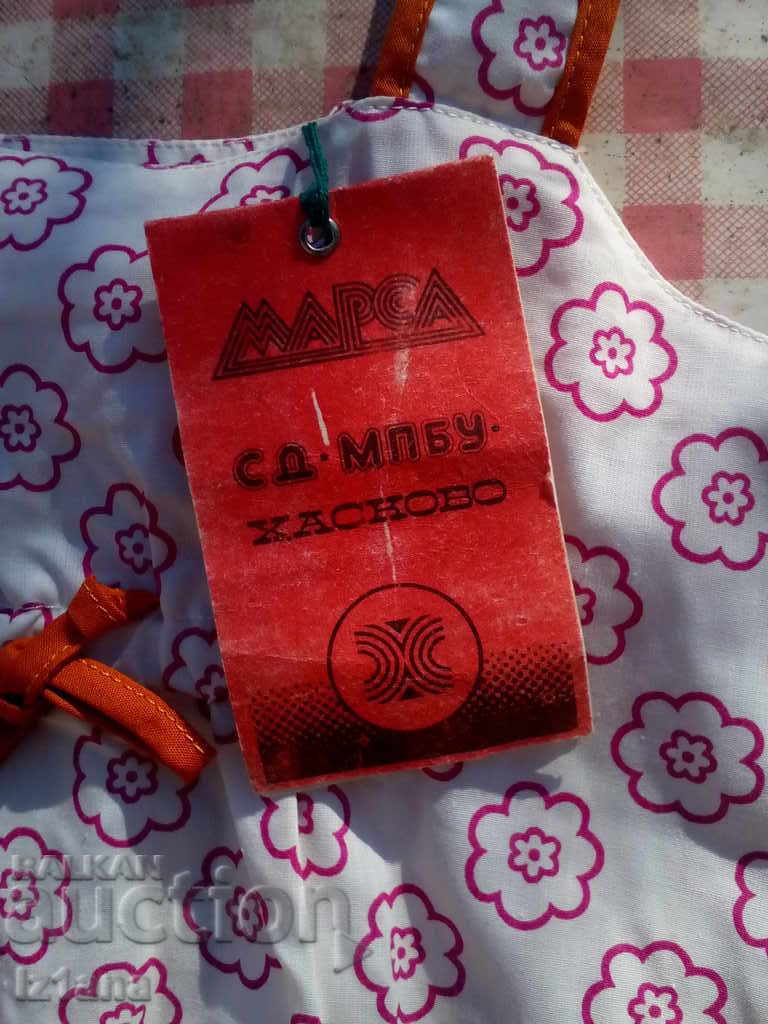 МАРСА
СД·МПБУ·
ХАСКОВО
BALKAN
auction
iz1ana